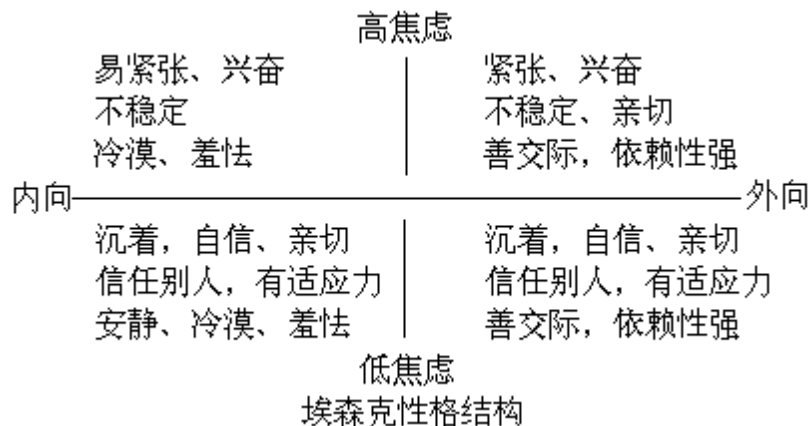 高焦虑
易紧张、兴奋
不稳定
冷漠、羞怯
紧张、兴奋
不稳定、亲切
善交际，依赖性强
内向
外向
沉着，自信、亲切
信任别人，有适应力
安静、冷漠、羞怯
沉着，自信、亲切
信任别人，有适应力
善交际，依赖性强
低焦虑
埃森克性格结构